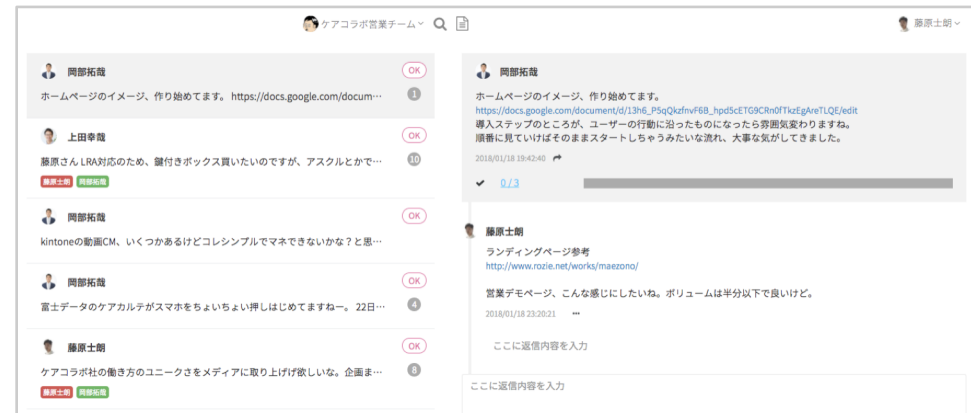 ケアコラボ営業チーム
藤原士朗
岡部拓哉
OK
ホームページのイメージ、作り始めてます。 https://docs.google.com/docum…
1
上田幸哉
OK
藤原さん LRA対応のため、鍵付きボックス買いたいのですが、アスクルとかで…
10
藤原士朗 岡部拓哉
岡部拓哉
OK
kintoneの動画CM、いくつかあるけどコレシンプルでマネできないかな？と思…
岡部拓哉
OK
富士データのケアカルテがスマホをちょいちょい押しはじめてますねー。 22日…
4
藤原士朗
OK
ケアコラボ社の働き方のユニークさをメディアに取り上げげ欲しいな。企画ま…
8
藤原士朗 岡部拓哉
岡部拓哉
ホームページのイメージ、作り始めてます。
https://docs.google.com/document/d/13h6_P5qQkzfnvF6B_hpd5cETG9CRn0fTkzEgAreTLQE/edit
導入ステップのところが、ユーザーの行動に沿ったものになったら雰囲気変わりますね。
順番に見ていけばそのままスタートしちゃうみたいな流れ、大事な気がしてきました。
2018/01/18 19:42:40
0 / 3
藤原士朗
ランディングページ参考
http://www.rozie.net/works/maezono/
営業デモページ、こんな感じにしたいね。ボリュームは半分以下で良いけど。
2018/01/18 23:20:21 •••
ここに返信内容を入力
ここに返信内容を入力